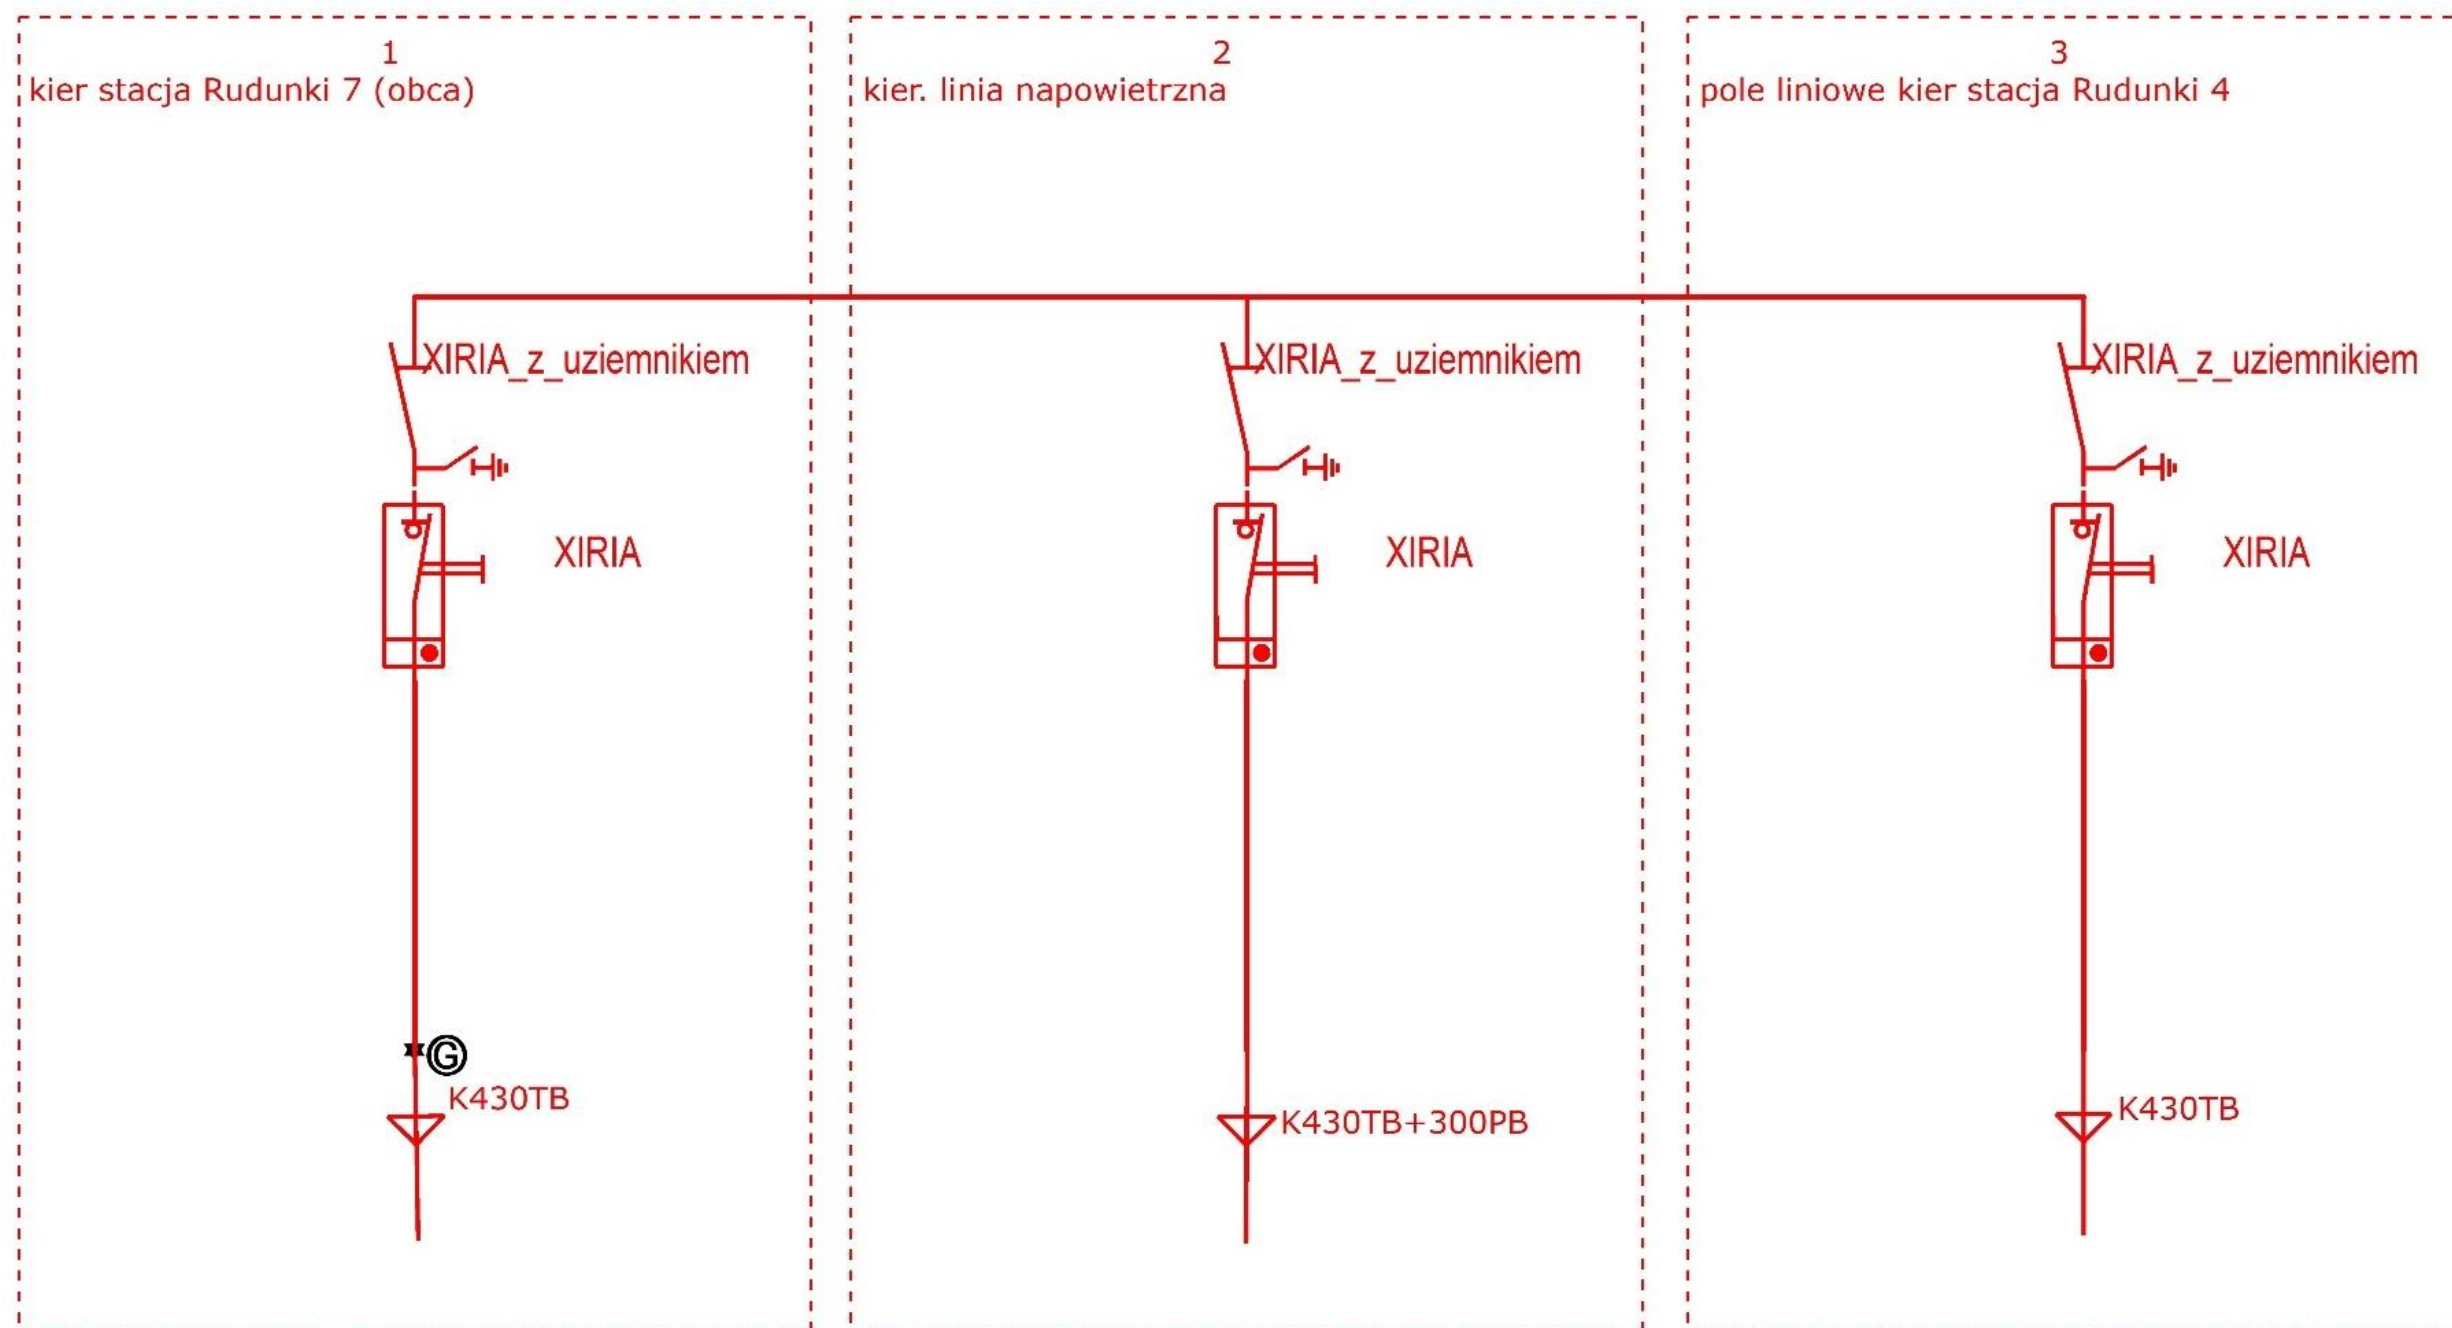 1
kier stacja Rudunki 7 (obca)
XIRIA_z_uziemnikiem
XIRIA
G
K430TB
2
kier. linia napowietrzna
XIRIA_z_uziemnikiem
XIRIA
K430TB+300PB
3
pole liniowe kier stacja Rudunki 4
XIRIA_z_uziemnikiem
XIRIA
K430TB